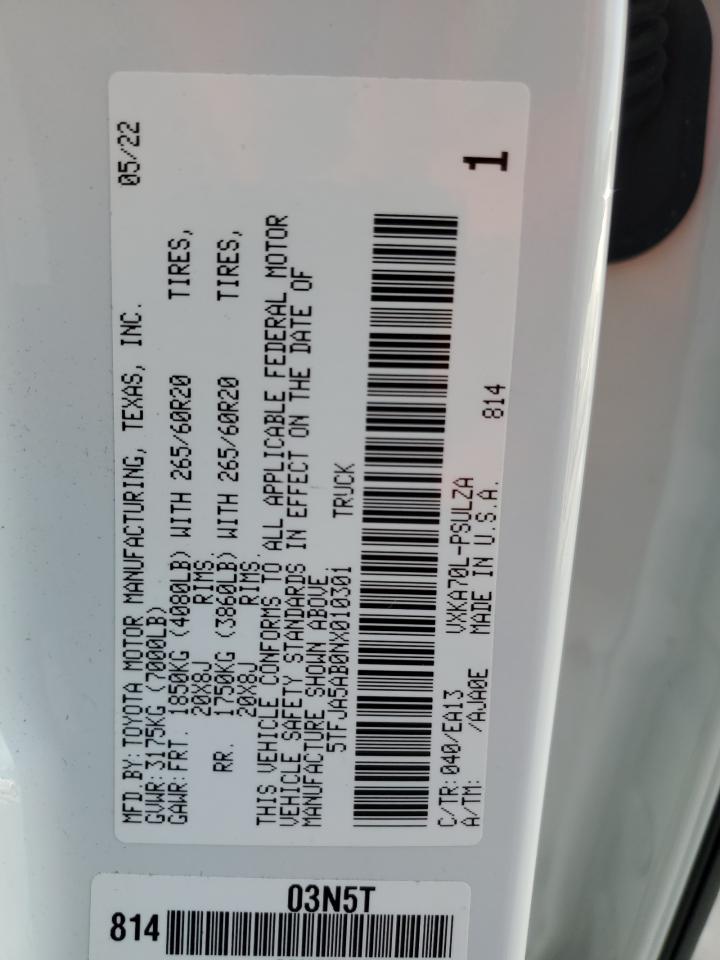 MFD. BY: TOYOTA MOTOR MANUFACTURING, TEXAS, INC. 05/22
GVWR: 3175KG (7000LB)
GAWR: FRT. 1850KG (4080LB) WITH 265/60R20 TIRES,
20X8J RIMS
RR. 1750KG (3860LB) WITH 265/60R20 TIRES,
20X8J RIMS
THIS VEHICLE CONFORMS TO ALL APPLICABLE FEDERAL MOTOR
VEHICLE SAFETY STANDARDS IN EFFECT ON THE DATE OF
MANUFACTURE SHOWN ABOVE.
5TFJA5AB0NX010301 TRUCK
C/TR: 040/EA13 VXKA70L-PSULZA
A/TM: /AJA0E MADE IN U.S.A. 814
1
03N5T
814